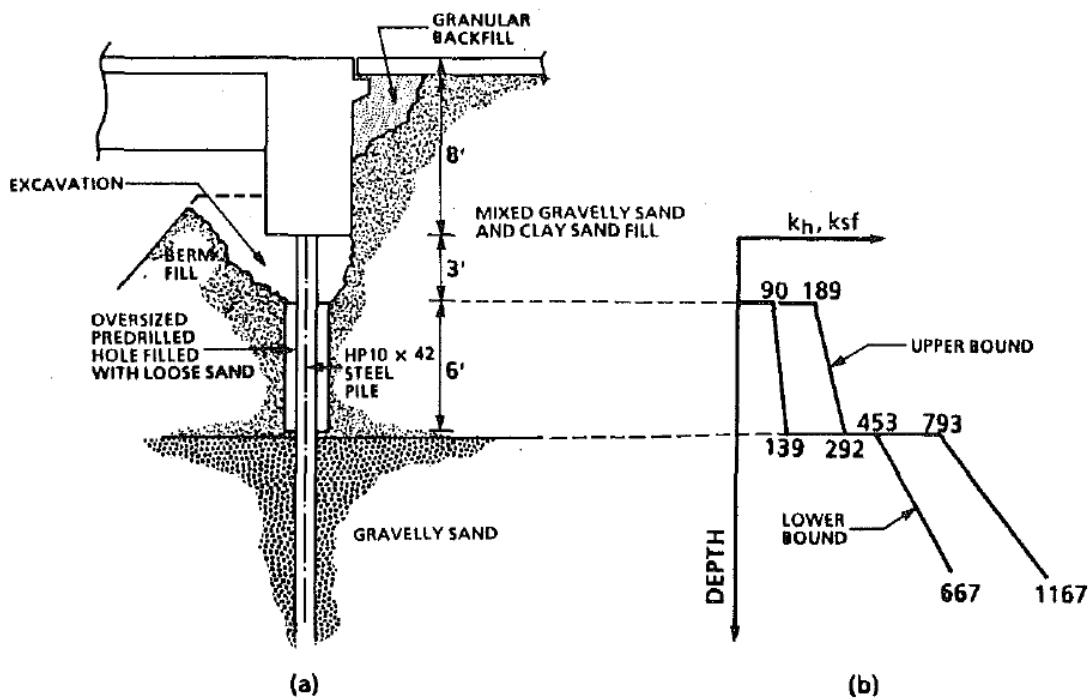 GRANULAR
BACKFILL
8'
EXCAVATION
MIXED GRAVELLY SAND
AND CLAY SAND FILL
kh, ksf
BERM
FILL
3'
90 189
OVERSIZED
PREDRILLED
HOLE FILLED
WITH LOOSE SAND
HP10 × 42
STEEL
PILE
6'
UPPER BOUND
453 793
139 292
GRAVELLY SAND
LOWER
BOUND
DEPTH
667 1167
(a) (b)